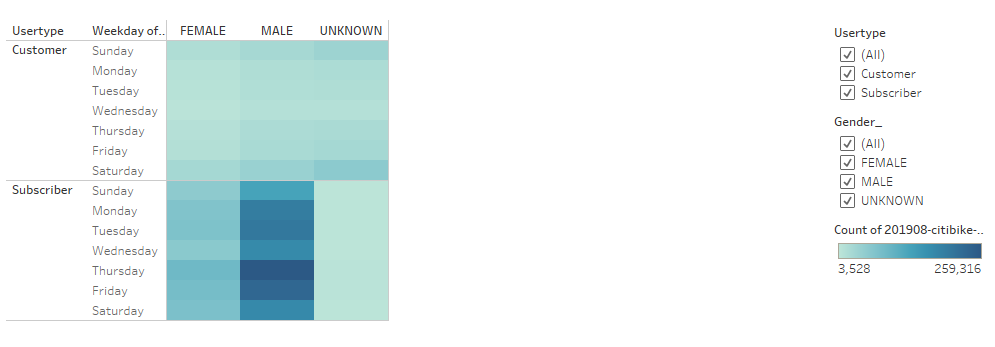 Usertype Weekday of.. FEMALE MALE UNKNOWN
Customer Sunday
Monday
Tuesday
Wednesday
Thursday
Friday
Saturday
Subscriber Sunday
Monday
Tuesday
Wednesday
Thursday
Friday
Saturday
Usertype
(All)
Customer
Subscriber
Gender_
(All)
FEMALE
MALE
UNKNOWN
Count of 201908-citibike-..
3,528 259,316